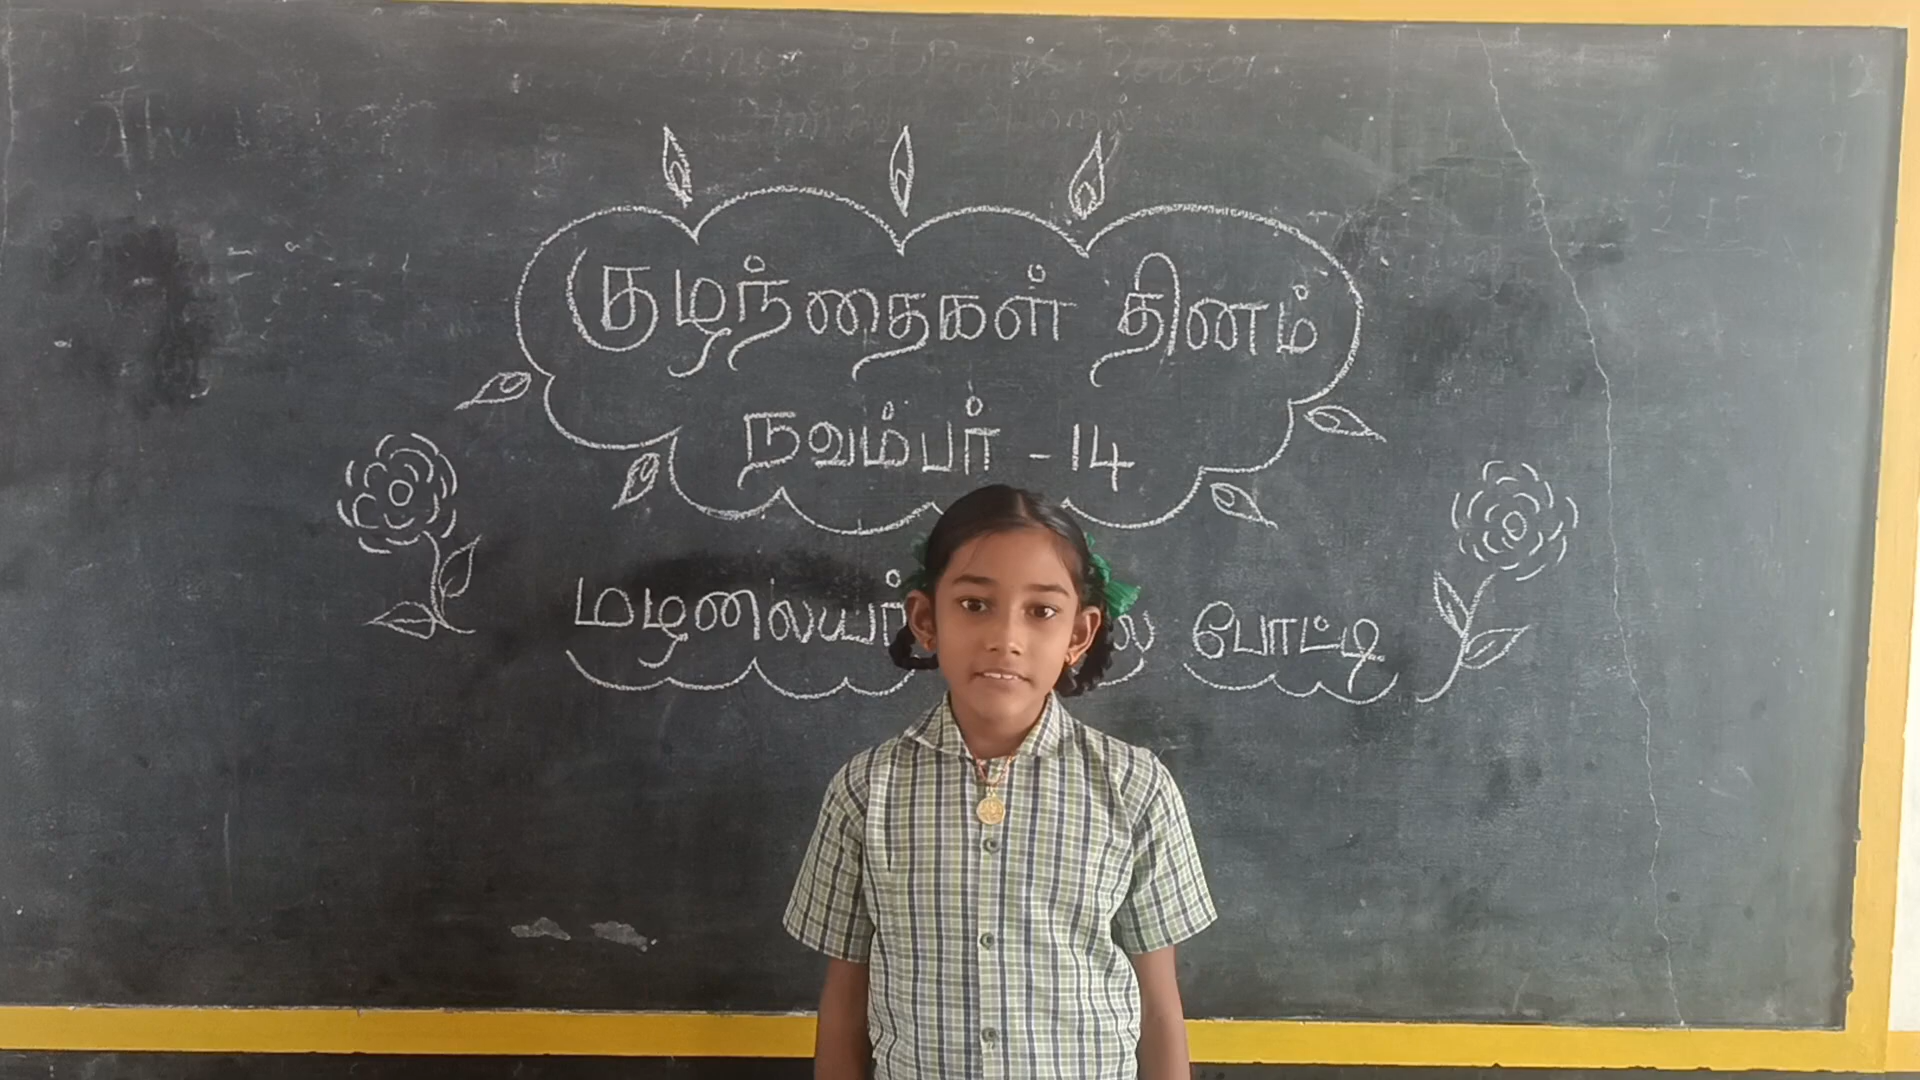 குழந்தைகள் தினம்
நவம்பர் - 14
மழலையர் போட்டி